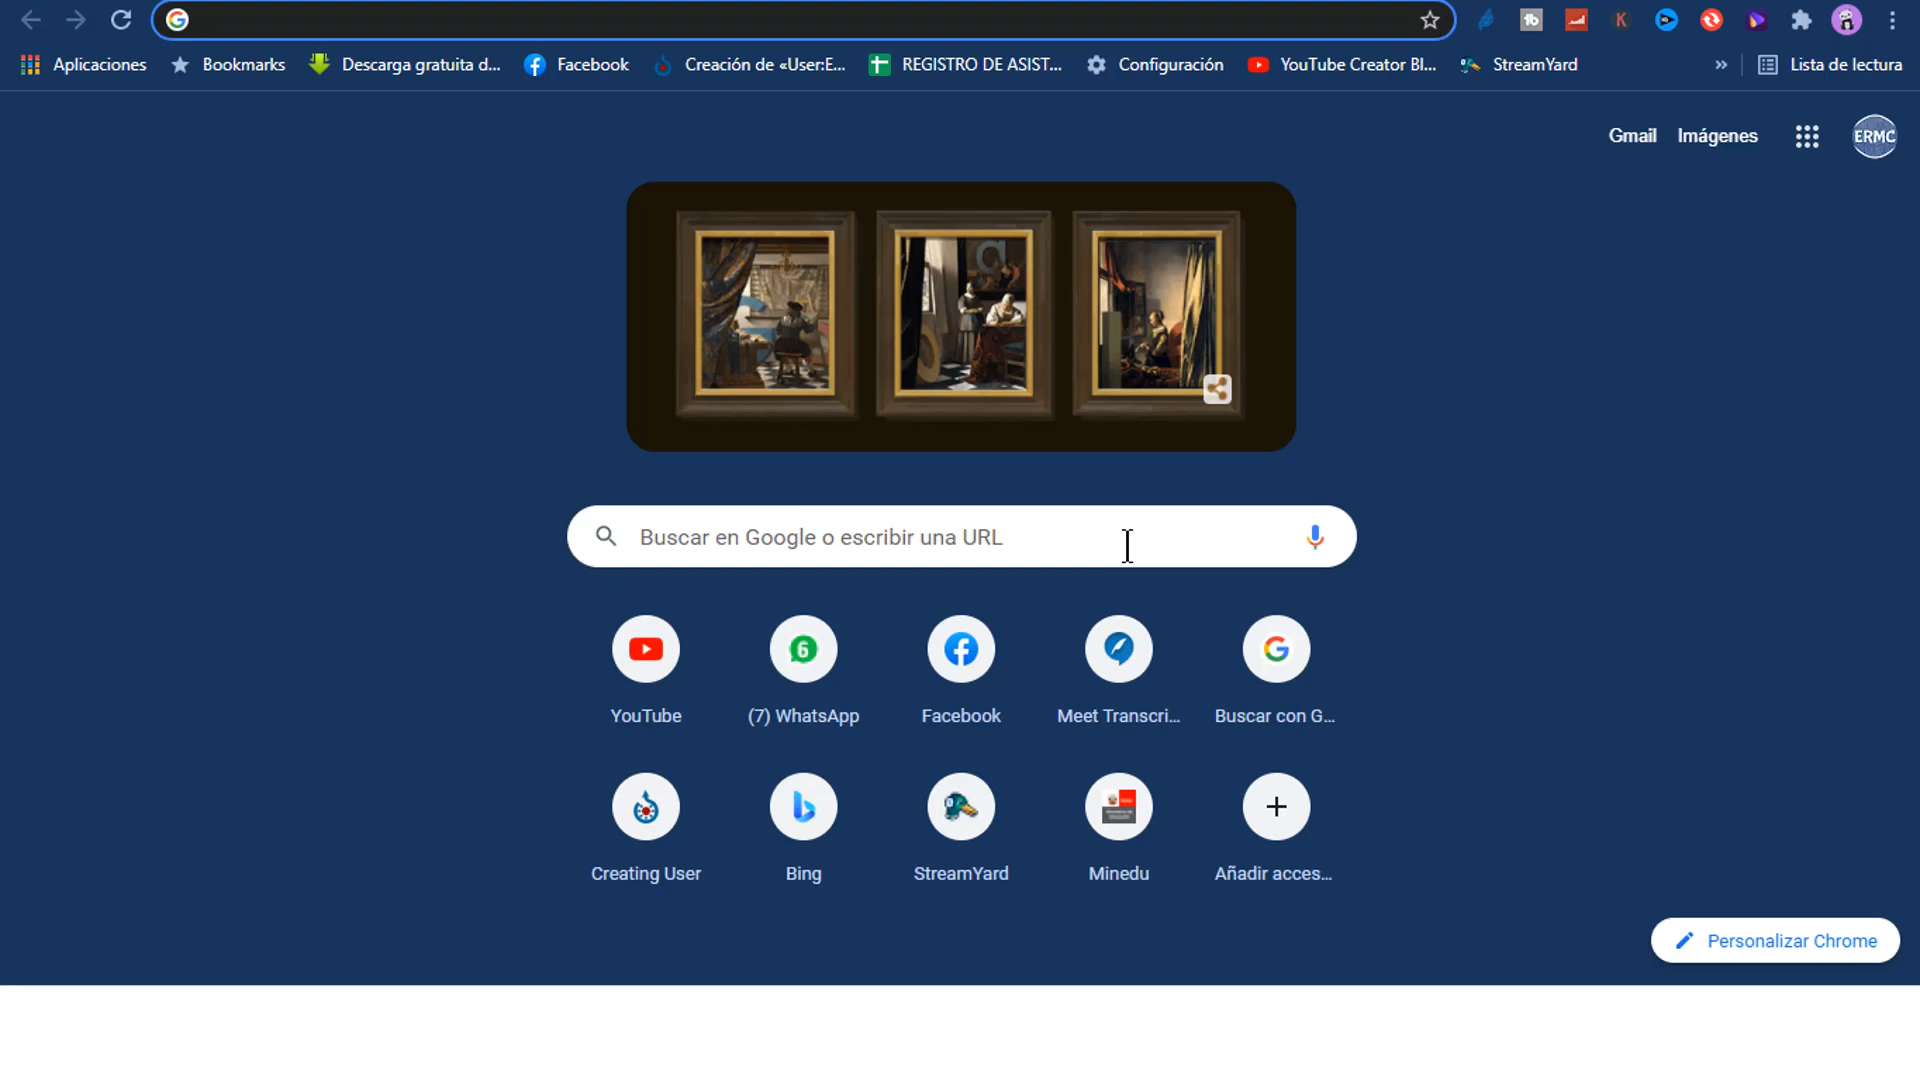 Aplicaciones Bookmarks Descarga gratuita d... Facebook Creación de «User:E... REGISTRO DE ASIST... Configuración YouTube Creator Bl... StreamYard » Lista de lectura
Gmail Imágenes ERMC
Buscar en Google o escribir una URL
YouTube (7) WhatsApp Facebook Meet Transcri... Buscar con G...
Creating User Bing StreamYard Minedu Añadir acces...
Personalizar Chrome